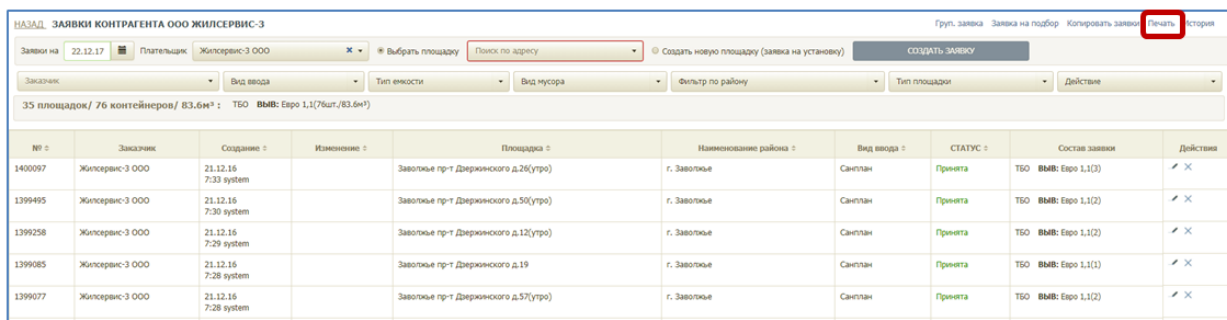 НАЗАД ЗАЯВКИ КОНТРАГЕНТА ООО ЖИЛСЕРВИС-3 Груп. заявка Заявка на подбор Копировать заявки Печать История
Заявки на 22.12.17 Плательщик Жилсервис-3 ООО Выбрать площадку Поиск по адресу Создать новую площадку (заявка на установку) СОЗДАТЬ ЗАЯВКУ
Заказчик Вид ввода Тип емкости Вид мусора Фильтр по району Тип площадки Действие
35 площадок/ 76 контейнеров/ 83.6м³ : ТБО ВЫВ: Евро 1,1(76шт./83.6м³)
№ Заказчик Создание Изменение Площадка Наименование района Вид ввода СТАТУС Состав заявки Действия
1400097 Жилсервис-3 ООО 21.12.16 Заволжье пр-т Дзержинского д.26(утро) г. Заволжье Санплан Принята ТБО ВЫВ: Евро 1,1(3)
7:33 system
1399495 Жилсервис-3 ООО 21.12.16 Заволжье пр-т Дзержинского д.50(утро) г. Заволжье Санплан Принята ТБО ВЫВ: Евро 1,1(2)
7:30 system
1399258 Жилсервис-3 ООО 21.12.16 Заволжье пр-т Дзержинского д.12(утро) г. Заволжье Санплан Принята ТБО ВЫВ: Евро 1,1(2)
7:29 system
1399085 Жилсервис-3 ООО 21.12.16 Заволжье пр-т Дзержинского д.19 г. Заволжье Санплан Принята ТБО ВЫВ: Евро 1,1(1)
7:28 system
1399077 Жилсервис-3 ООО 21.12.16 Заволжье пр-т Дзержинского д.57(утро) г. Заволжье Санплан Принята ТБО ВЫВ: Евро 1,1(2)
7:28 system